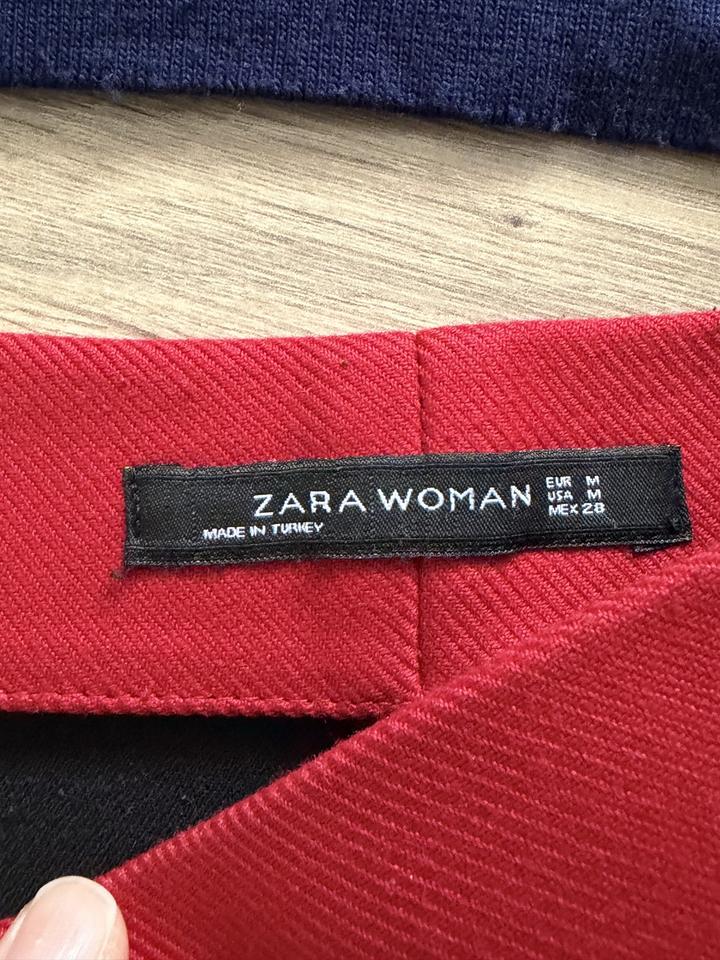 ZARA WOMAN
MADE IN TURKEY
EUR M
USA M
MEX 28